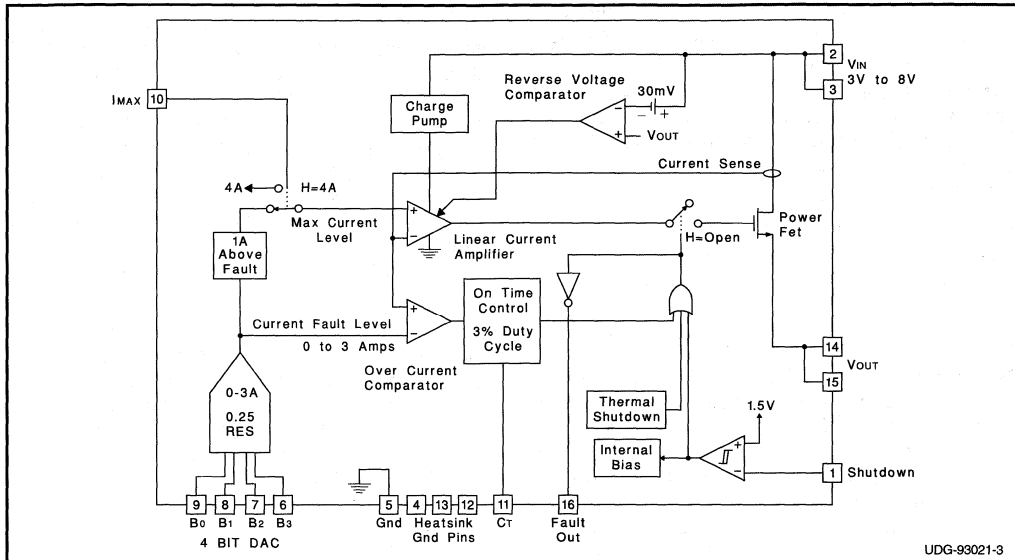 2
VIN
3V to 8V
3
Reverse Voltage
Comparator
30mV
− +
−
+
VOUT
IMAX
10
Charge
Pump
Current Sense
4A
H=4A
Max Current
Level
+
−
Linear Current
Amplifier
H=Open
Power
Fet
1A
Above
Fault
On Time
Control
3% Duty
Cycle
+
−
Current Fault Level
0 to 3 Amps
Over Current
Comparator
14
VOUT
15
0-3A
0.25
RES
Thermal
Shutdown
1.5V
Internal
Bias
+
−
1
Shutdown
9 8 7 6 5 4 13 12 11 16
B0 B1 B2 B3 Gnd Heatsink CT Fault
4 BIT DAC Gnd Pins Out
UDG-93021-3